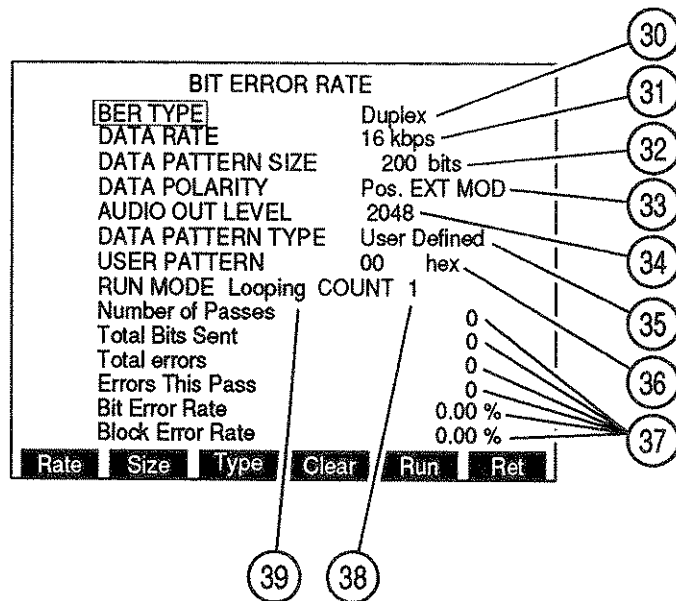 BIT ERROR RATE
BER TYPE Duplex
DATA RATE 16 kbps
DATA PATTERN SIZE 200 bits
DATA POLARITY Pos. EXT MOD
AUDIO OUT LEVEL 2048
DATA PATTERN TYPE User Defined
USER PATTERN 00 hex
RUN MODE Looping COUNT 1
Number of Passes 0
Total Bits Sent 0
Total errors 0
Errors This Pass 0
Bit Error Rate 0.00 %
Block Error Rate 0.00 %
Rate Size Type Clear Run Ret
30
31
32
33
34
35
36
37
39 38